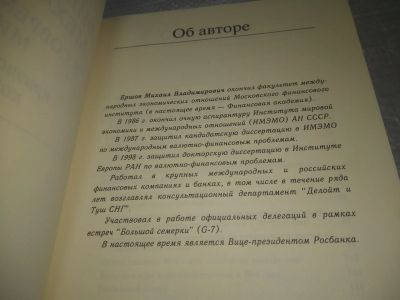 Об авторе
Ершов Михаил Владимирович окончил факультет между-
народных экономических отношений Московского финансового
института (в настоящее время — Финансовая академия).
В 1986 г. окончил очную аспирантуру Института мировой
экономики и международных отношений (ИМЭМО) АН СССР.
В 1987 г. защитил кандидатскую диссертацию в ИМЭМО
по международным валютно-финансовым проблемам.
В 1998 г. защитил докторскую диссертацию в Институте
Европы РАН по валютно-финансовым проблемам.
Работал в крупных международных и российских
финансовых компаниях и банках, в том числе в течение ряда
лет возглавлял консультационный департамент "Делойт и
Туш СНГ".
Участвовал в работе официальных делегаций в рамках
встреч "Большой семерки" (G-7).
В настоящее время является Вице-президентом Росбанка.